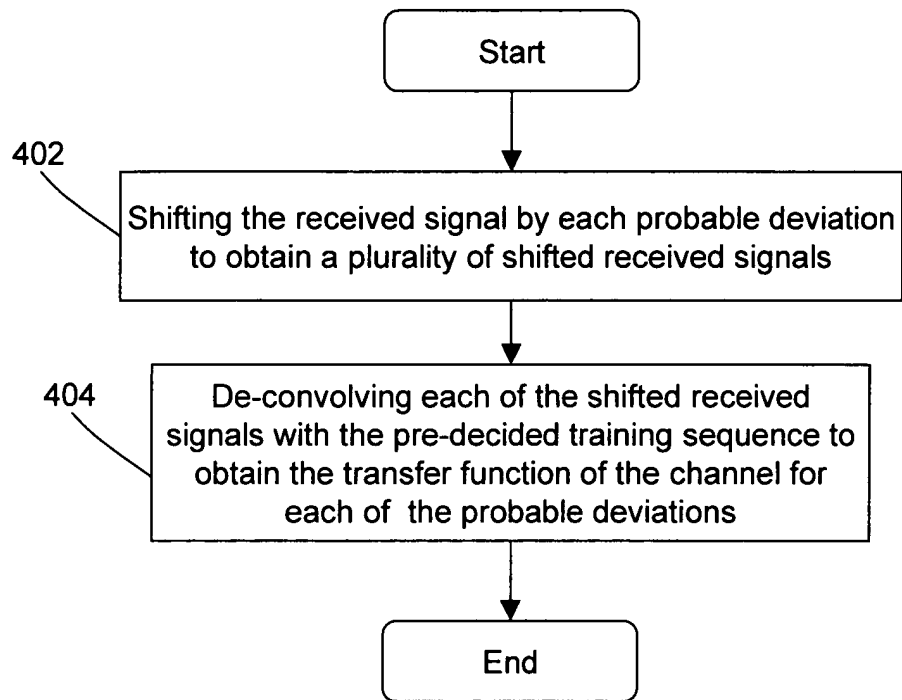 Start
402
Shifting the received signal by each probable deviation
to obtain a plurality of shifted received signals
404
De-convolving each of the shifted received
signals with the pre-decided training sequence to
obtain the transfer function of the channel for
each of the probable deviations
End